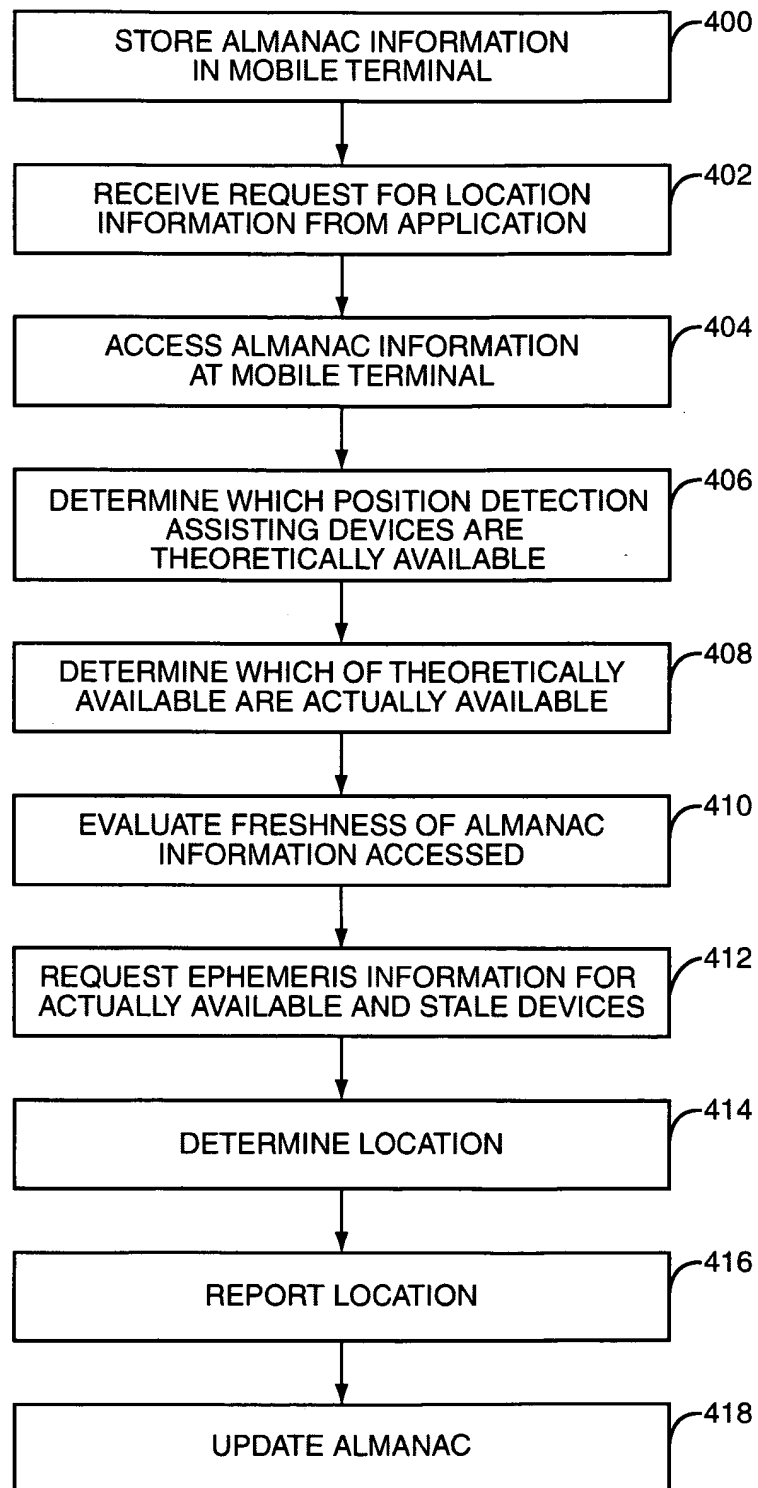 STORE ALMANAC INFORMATION
IN MOBILE TERMINAL
400
RECEIVE REQUEST FOR LOCATION
INFORMATION FROM APPLICATION
402
ACCESS ALMANAC INFORMATION
AT MOBILE TERMINAL
404
DETERMINE WHICH POSITION DETECTION
ASSISTING DEVICES ARE
THEORETICALLY AVAILABLE
406
DETERMINE WHICH OF THEORETICALLY
AVAILABLE ARE ACTUALLY AVAILABLE
408
EVALUATE FRESHNESS OF ALMANAC
INFORMATION ACCESSED
410
REQUEST EPHEMERIS INFORMATION FOR
ACTUALLY AVAILABLE AND STALE DEVICES
412
DETERMINE LOCATION
414
REPORT LOCATION
416
UPDATE ALMANAC
418